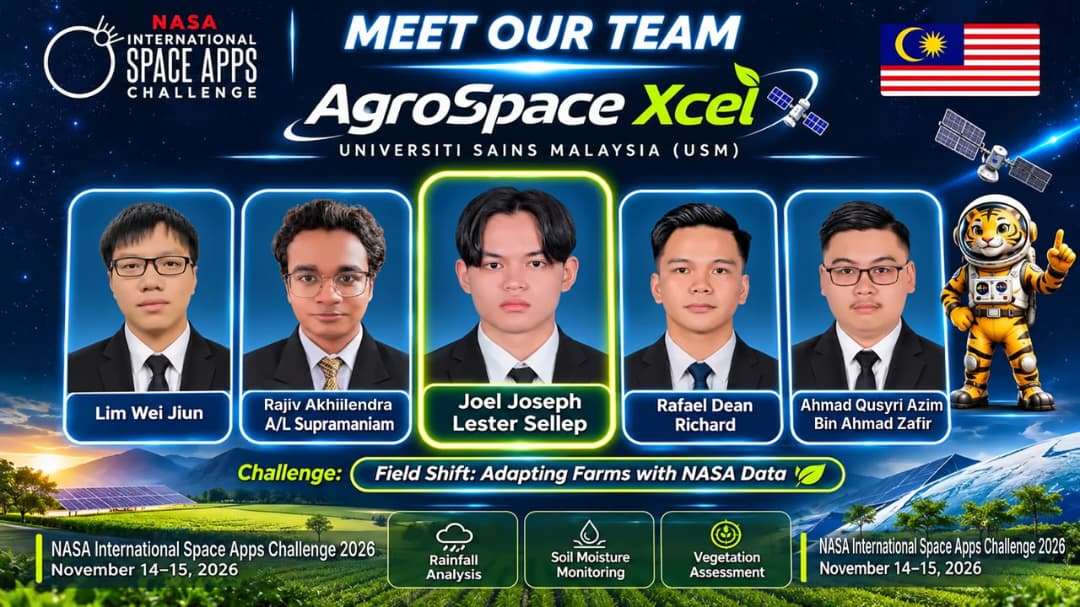 NASA
INTERNATIONAL
SPACE APPS
CHALLENGE
MEET OUR TEAM
AgroSpace Xcel
UNIVERSITI SAINS MALAYSIA (USM)
Lim Wei Jiun
Rajiv Akhiilendra
A/L Supramaniam
Joel Joseph
Lester Sellep
Rafael Dean
Richard
Ahmad Qusyri Azim
Bin Ahmad Zafir
Challenge:
Field Shift: Adapting Farms with NASA Data
NASA International Space Apps Challenge 2026
November 14–15, 2026
Rainfall
Analysis
Soil Moisture
Monitoring
Vegetation
Assessment
NASA International Space Apps Challenge 2026
November 14–15, 2026